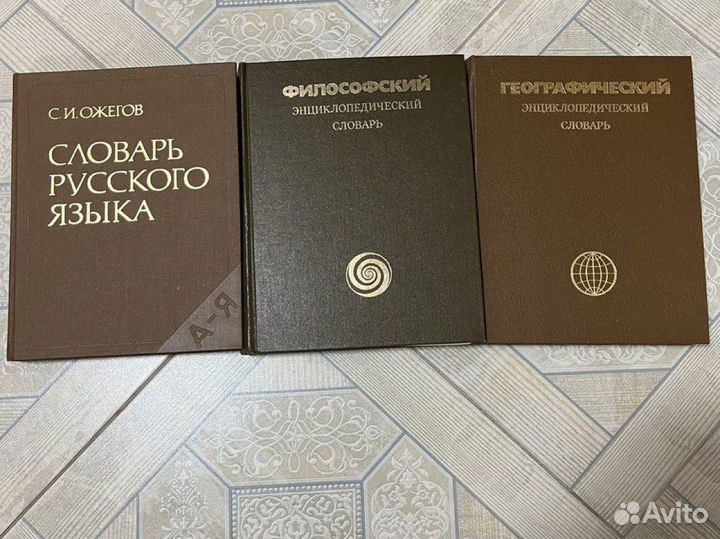 С.И.ОЖЕГОВ
СЛОВАРЬ
РУССКОГО
ЯЗЫКА
Я-А
ФИЛОСОФСКИЙ
ЭНЦИКЛОПЕДИЧЕСКИЙ
СЛОВАРЬ
ГЕОГРАФИЧЕСКИЙ
ЭНЦИКЛОПЕДИЧЕСКИЙ
СЛОВАРЬ
Avito